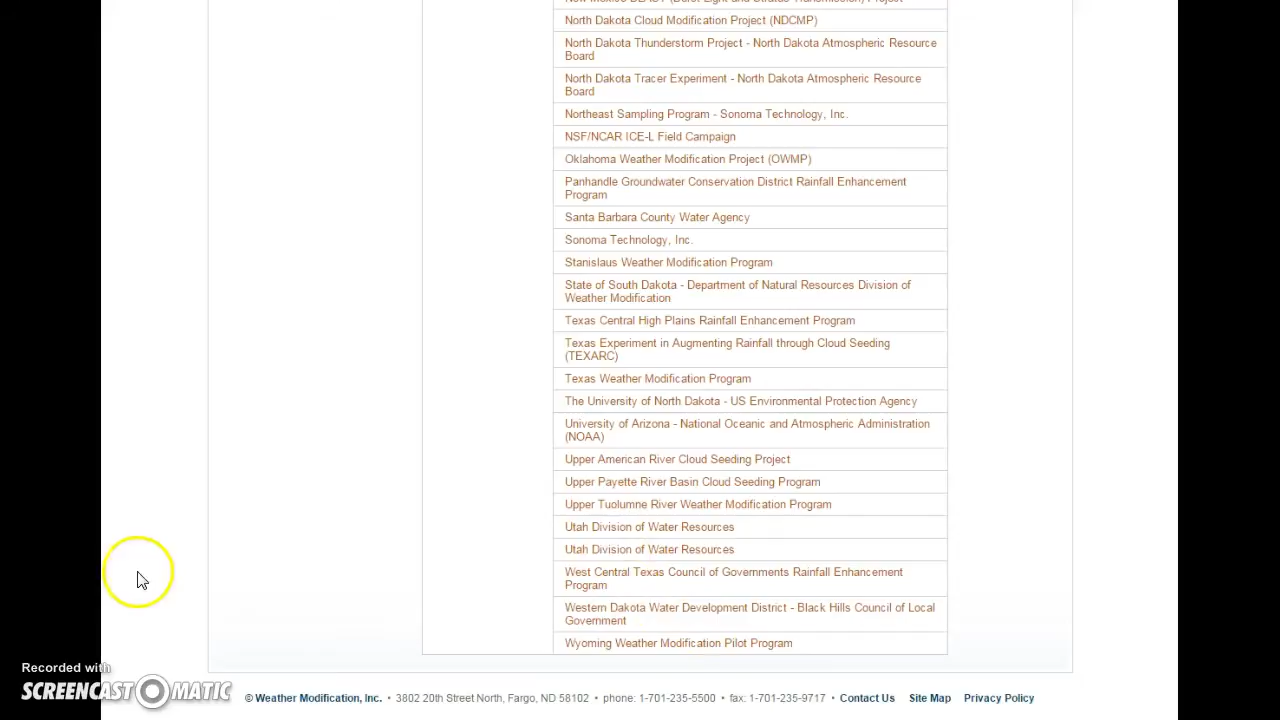 North Dakota Cloud Modification Project (NDCMP)
North Dakota Thunderstorm Project - North Dakota Atmospheric Resource
Board
North Dakota Tracer Experiment - North Dakota Atmospheric Resource
Board
Northeast Sampling Program - Sonoma Technology, Inc.
NSF/NCAR ICE-L Field Campaign
Oklahoma Weather Modification Project (OWMP)
Panhandle Groundwater Conservation District Rainfall Enhancement
Program
Santa Barbara County Water Agency
Sonoma Technology, Inc.
Stanislaus Weather Modification Program
State of South Dakota - Department of Natural Resources Division of
Weather Modification
Texas Central High Plains Rainfall Enhancement Program
Texas Experiment in Augmenting Rainfall through Cloud Seeding
(TEXARC)
Texas Weather Modification Program
The University of North Dakota - US Environmental Protection Agency
University of Arizona - National Oceanic and Atmospheric Administration
(NOAA)
Upper American River Cloud Seeding Project
Upper Payette River Basin Cloud Seeding Program
Upper Tuolumne River Weather Modification Program
Utah Division of Water Resources
Utah Division of Water Resources
West Central Texas Council of Governments Rainfall Enhancement
Program
Western Dakota Water Development District - Black Hills Council of Local
Government
Wyoming Weather Modification Pilot Program
Recorded with
SCREENCAST-O-MATIC
© Weather Modification, Inc. • 3802 20th Street North, Fargo, ND 58102 • phone: 1-701-235-5500 • fax: 1-701-235-9717 • Contact Us Site Map Privacy Policy